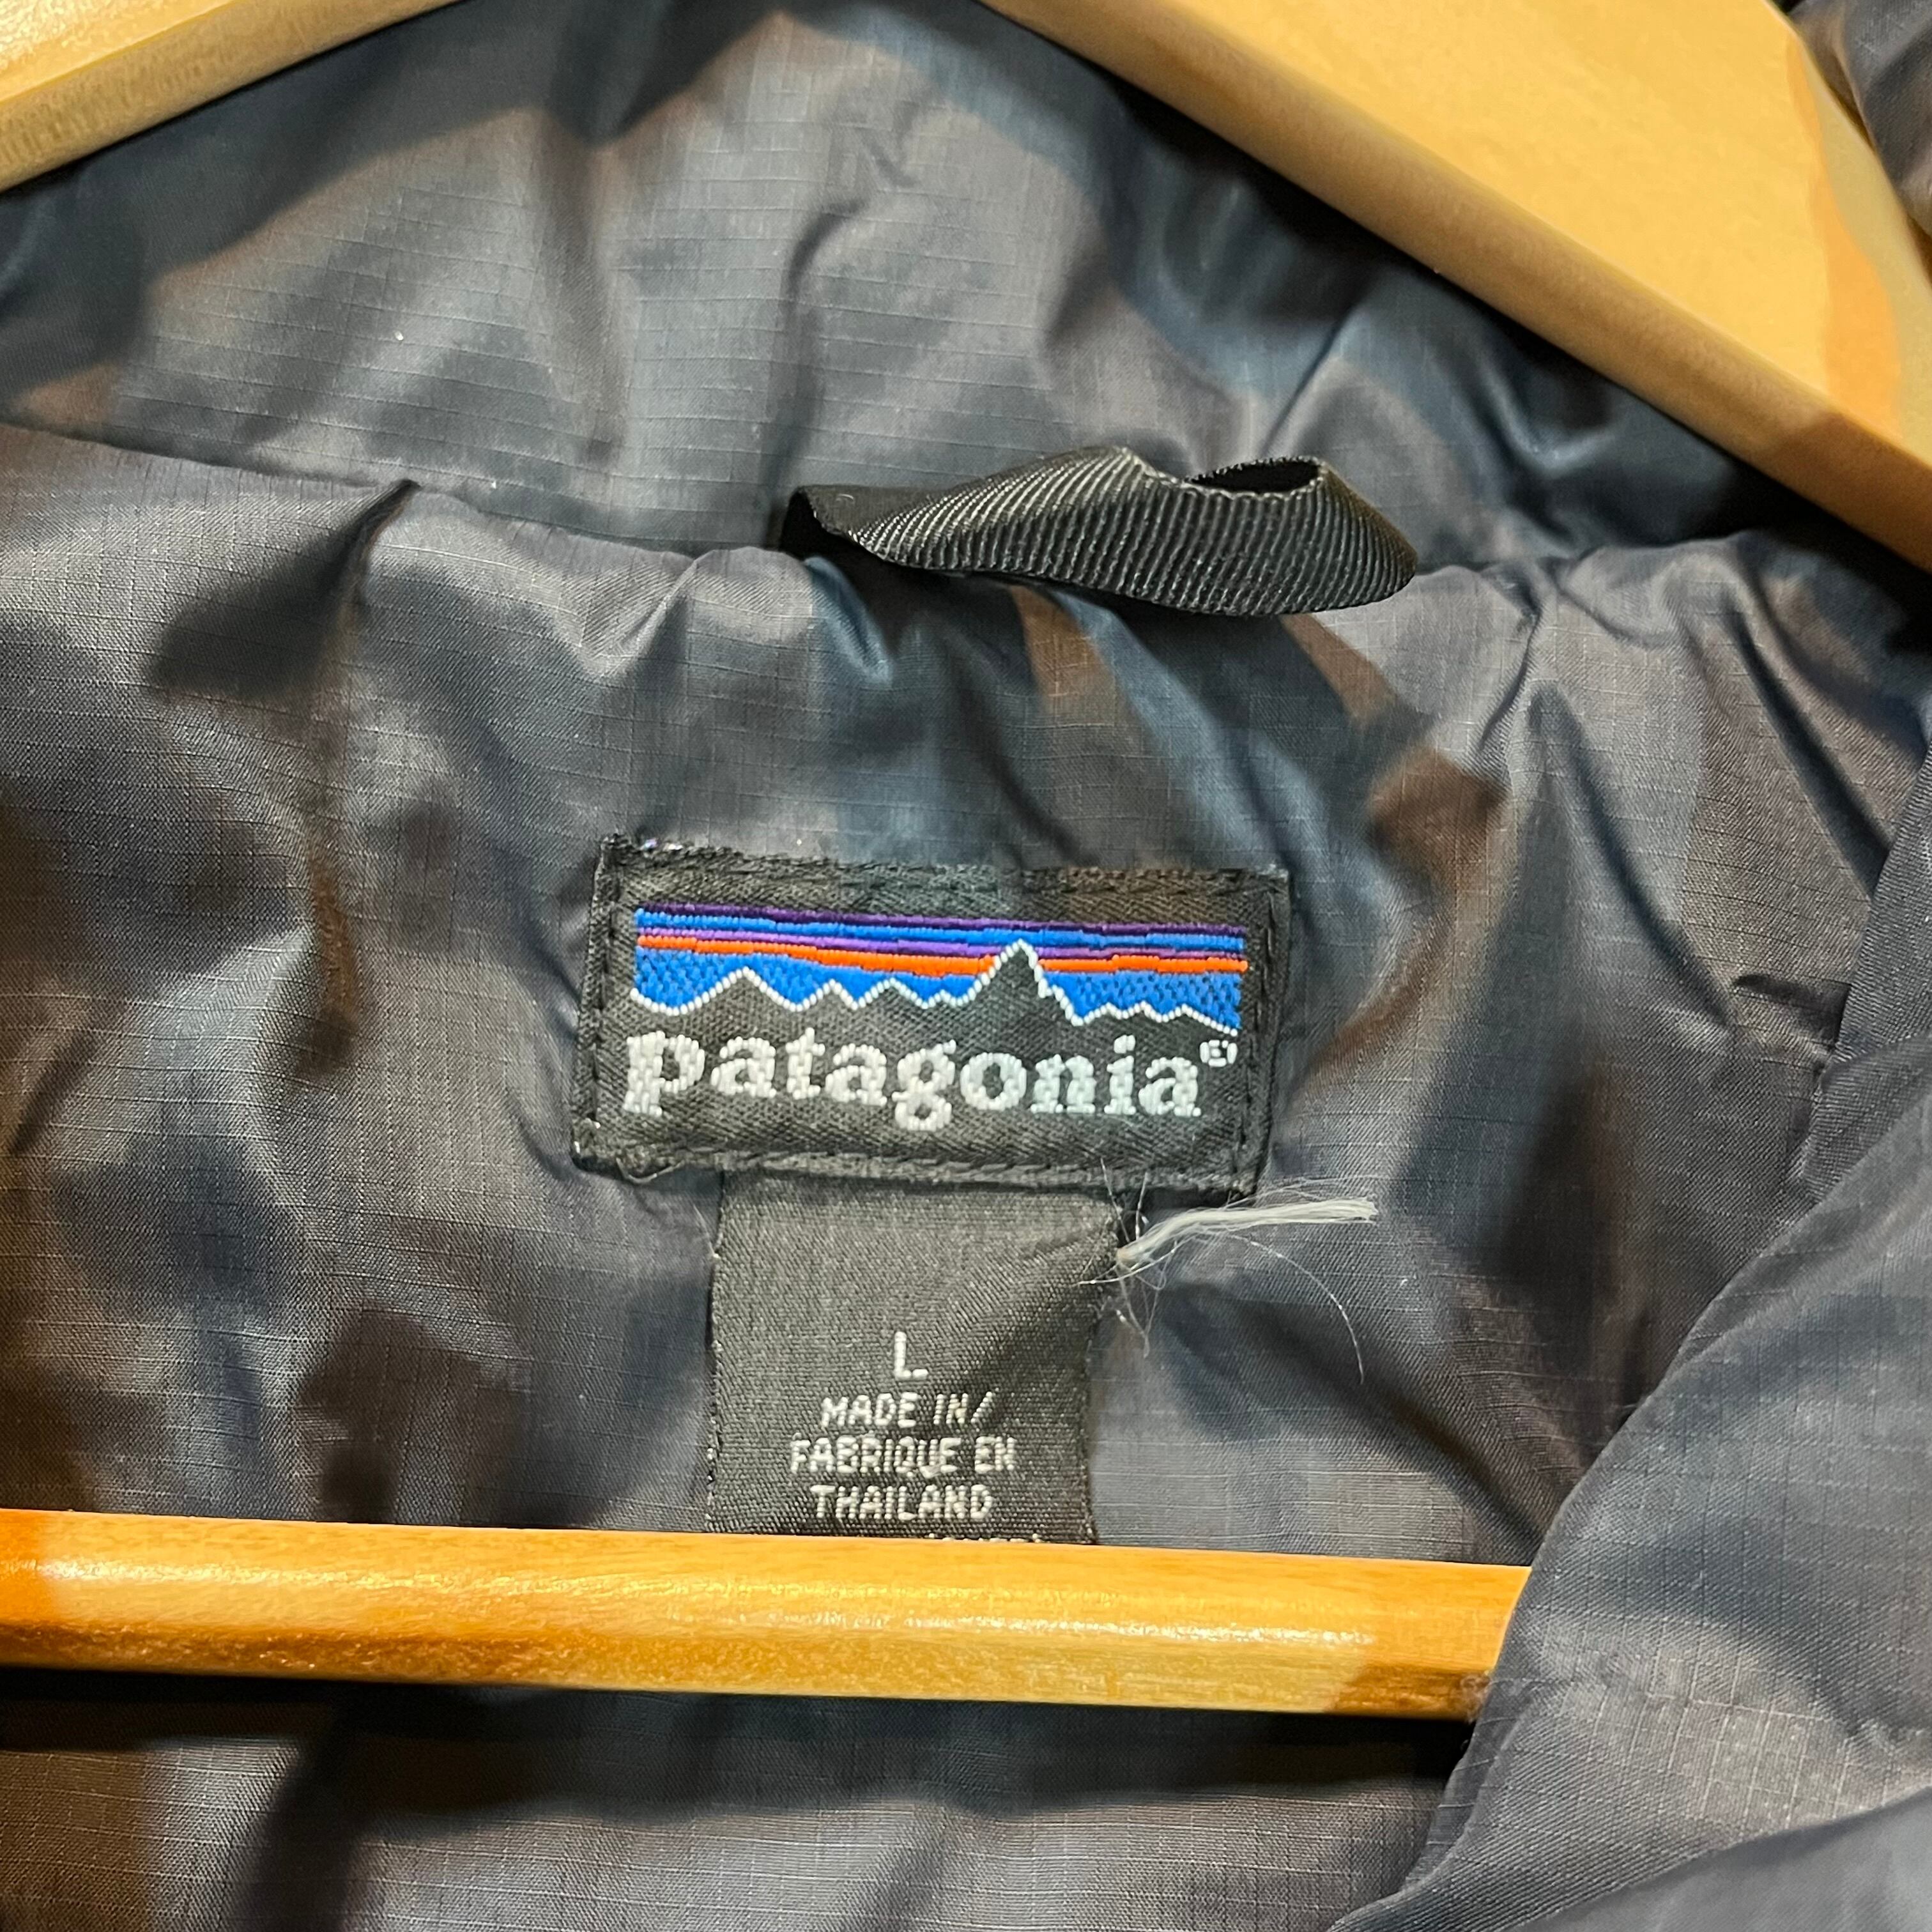 patagonia®
L
MADE IN/
FABRIQUE EN
THAILAND